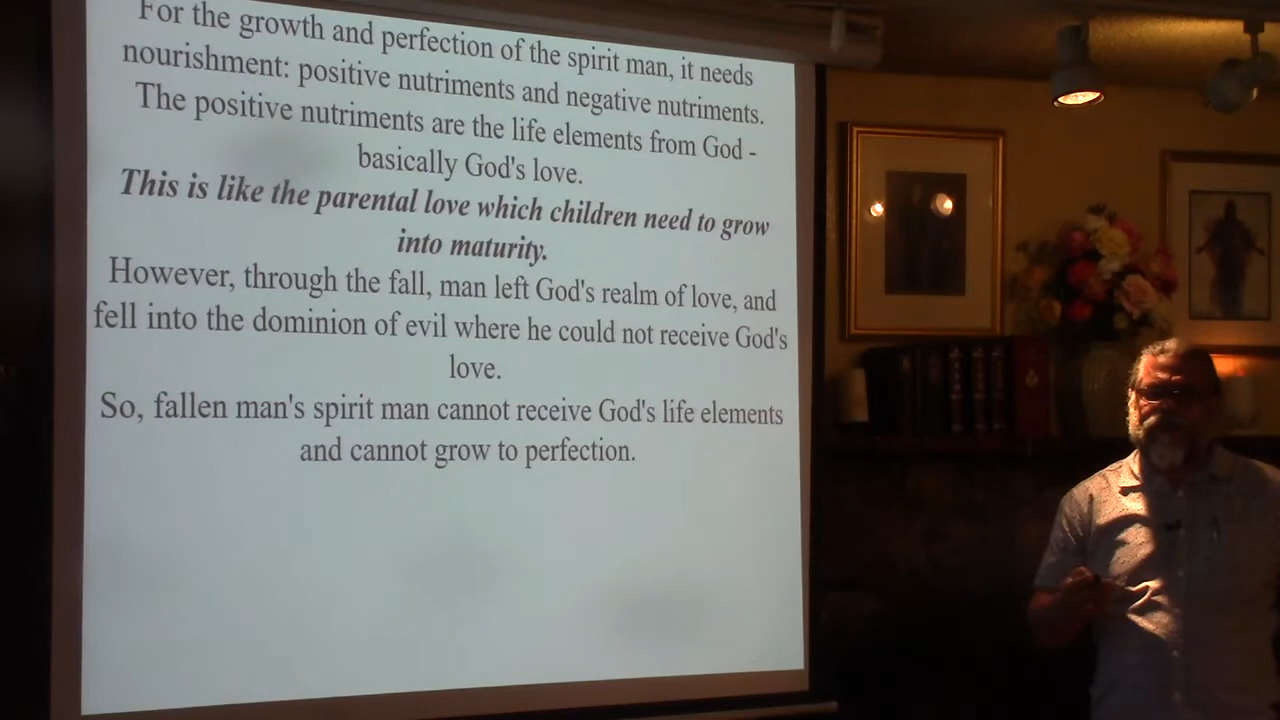 For the growth and perfection of the spirit man, it needs
nourishment: positive nutriments and negative nutriments.
The positive nutriments are the life elements from God -
basically God's love.
This is like the parental love which children need to grow
into maturity.
However, through the fall, man left God's realm of love, and
fell into the dominion of evil where he could not receive God's
love.
So, fallen man's spirit man cannot receive God's life elements
and cannot grow to perfection.